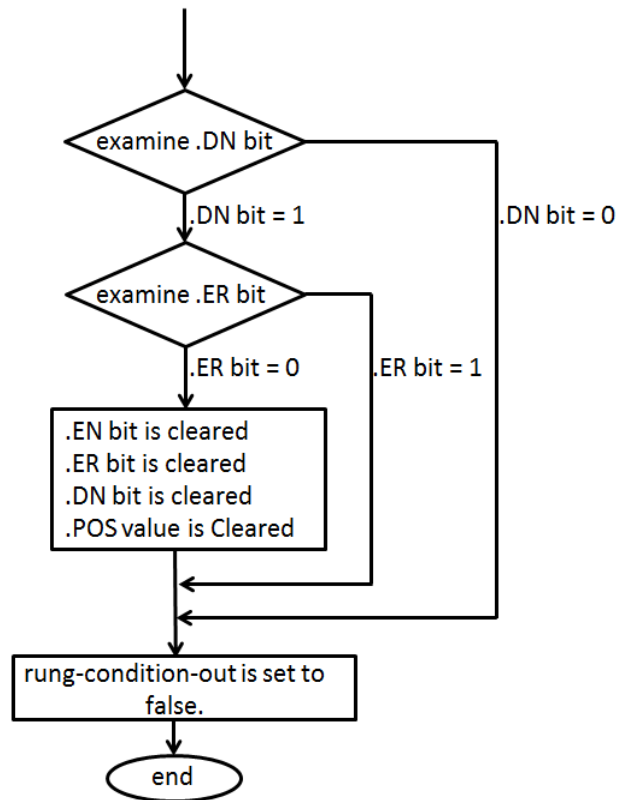 examine .DN bit
.DN bit = 1
.DN bit = 0
examine .ER bit
.ER bit = 0
.ER bit = 1
.EN bit is cleared
.ER bit is cleared
.DN bit is cleared
.POS value is Cleared
rung-condition-out is set to
false.
end